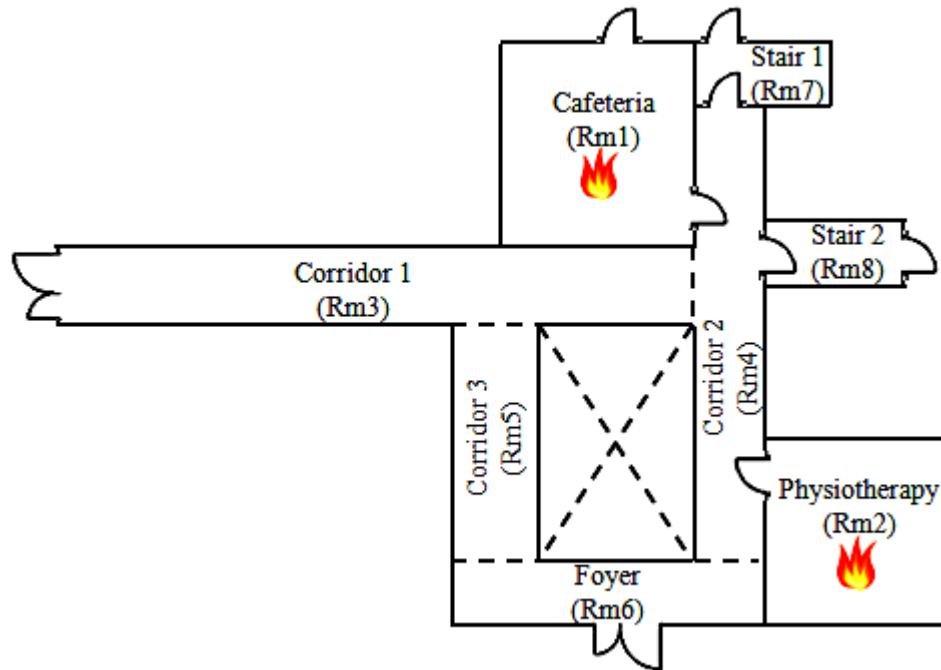 Stair 1
(Rm7)
Cafeteria
(Rm1)
Stair 2
(Rm8)
Corridor 1
(Rm3)
Corridor 2
(Rm4)
Corridor 3
(Rm5)
Physiotherapy
(Rm2)
Foyer
(Rm6)